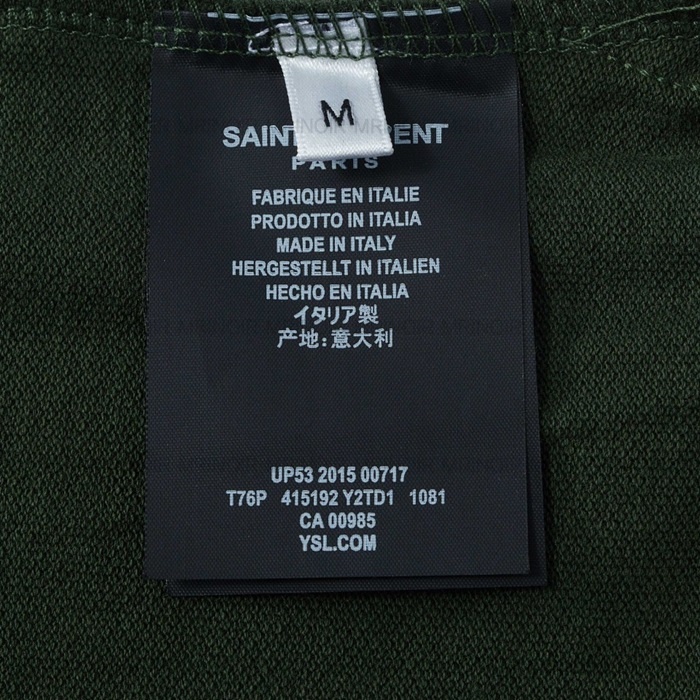 M
SAINT
PARIS
FABRIQUE EN ITALIE
PRODOTTO IN ITALIA
MADE IN ITALY
HERGESTELLT IN ITALIEN
HECHO EN ITALIA
イタリア製
产地:意大利
UP53 2015 00717
T76P 415192 Y2TD1 1081
CA 00985
YSL.COM